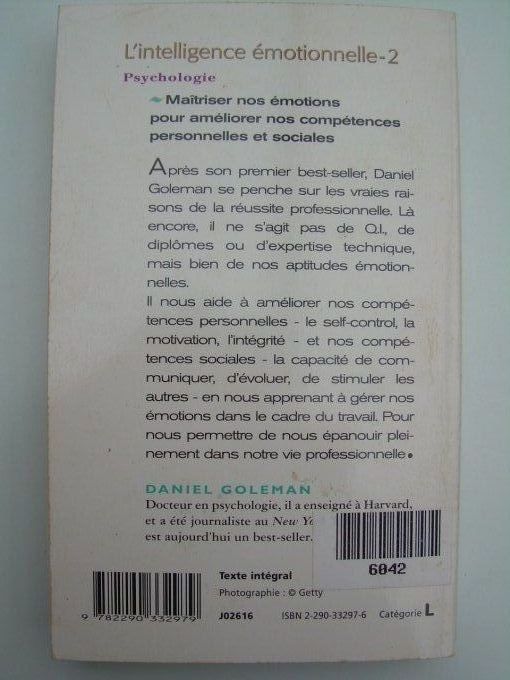 L'intelligence émotionnelle-2
Psychologie
Maîtriser nos émotions
pour améliorer nos compétences
personnelles et sociales
Après son premier best-seller, Daniel
Goleman se penche sur les vraies rai-
sons de la réussite professionnelle. Là
encore, il ne s'agit pas de Q.I., de
diplômes ou d'expertise technique,
mais bien de nos aptitudes émotion-
nelles.
Il nous aide à améliorer nos compé-
tences personnelles - le self-control, la
motivation, l'intégrité - et nos compé-
tences sociales - la capacité de com-
muniquer, d'évoluer, de stimuler les
autres - en nous apprenant à gérer nos
émotions dans le cadre du travail. Pour
nous permettre de nous épanouir plei-
nement dans notre vie professionnelle.
DANIEL GOLEMAN
Docteur en psychologie, il a enseigné à Harvard,
et a été journaliste au New
est aujourd'hui un best-seller.
6042
Texte intégral
Photographie : © Getty
9 782290 332979
J02616 ISBN 2-290-33297-6 Catégorie L